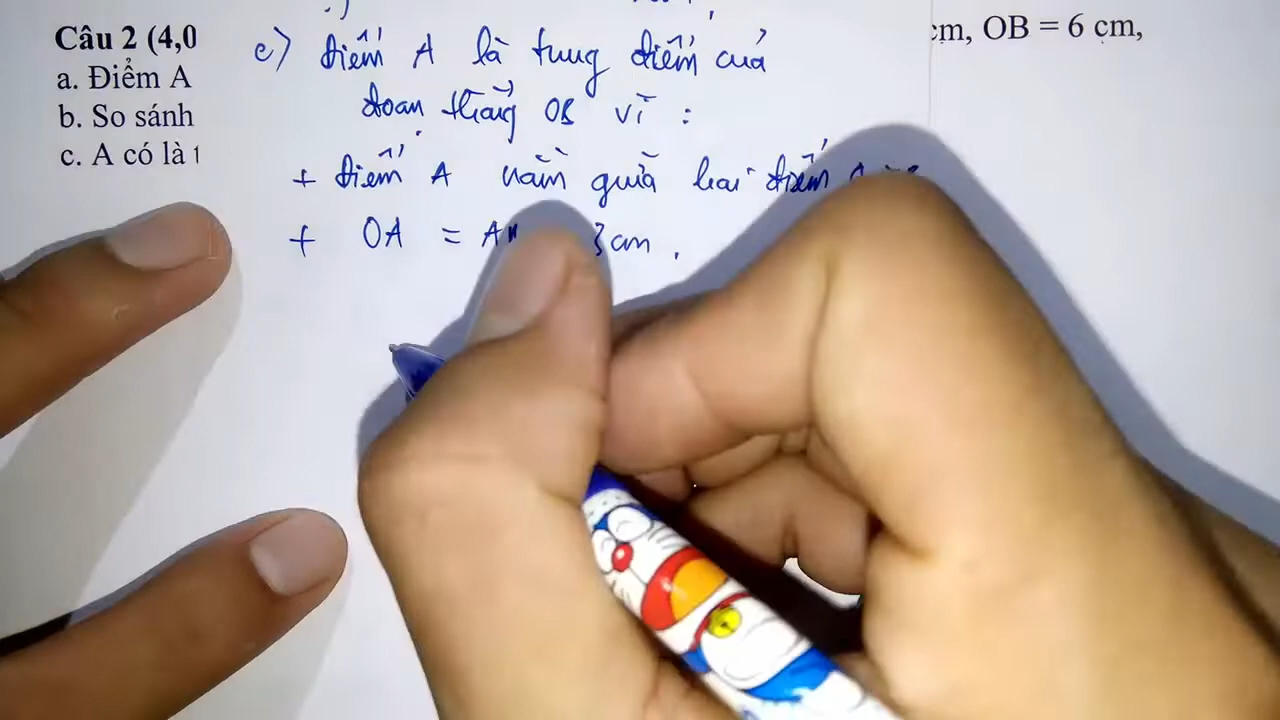 Câu 2 (4,0
cm, OB = 6 cm,
a. Điểm A
b. So sánh
c. A có là t
c) Điểm A là trung điểm của
đoạn thẳng OB vì :
+ Điểm A nằm giữa hai điểm
+ OA = 3cm .